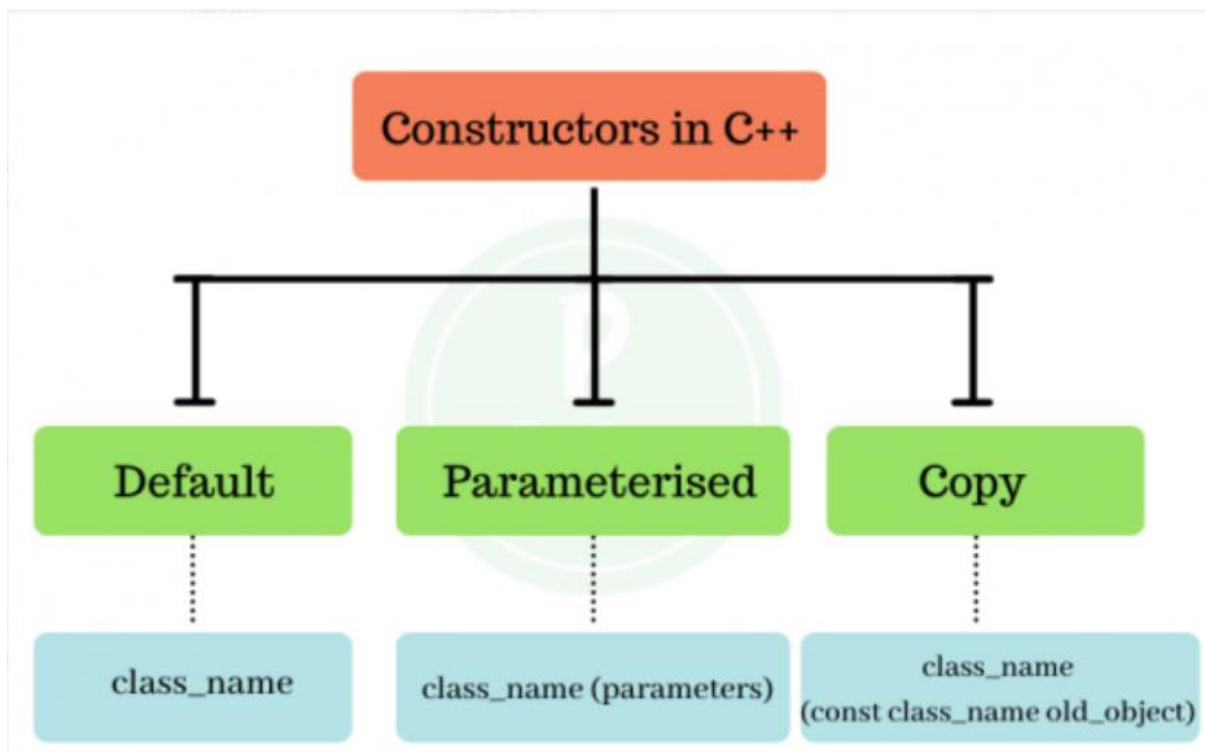 Constructors in C++
Default
Parameterised
Copy
class_name
class_name (parameters)
class_name
(const class_name old_object)